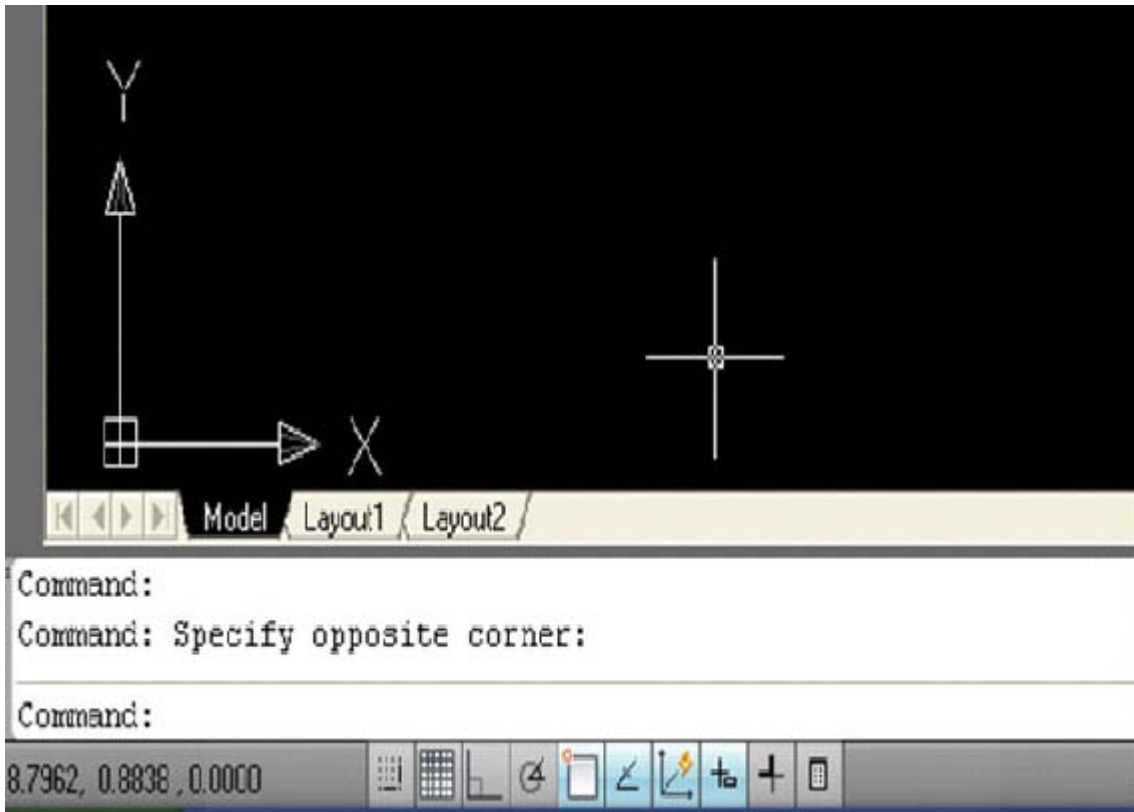 Y
X
Model Layout1 Layout2
Command:
Command: Specify opposite corner:
Command:
8.7962, 0.8838 , 0.0000